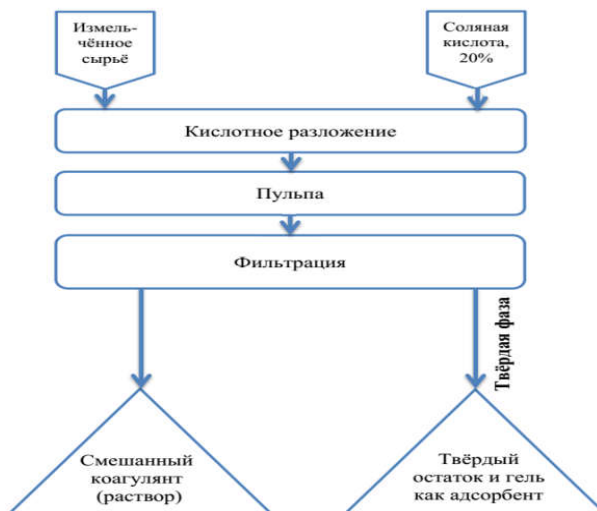 Измель-
чённое
сырьё
Соляная
кислота,
20%
Кислотное разложение
Пульпа
Фильтрация
Твёрдая фаза
Смешанный
коагулянт
(раствор)
Твёрдый
остаток и гель
как адсорбент